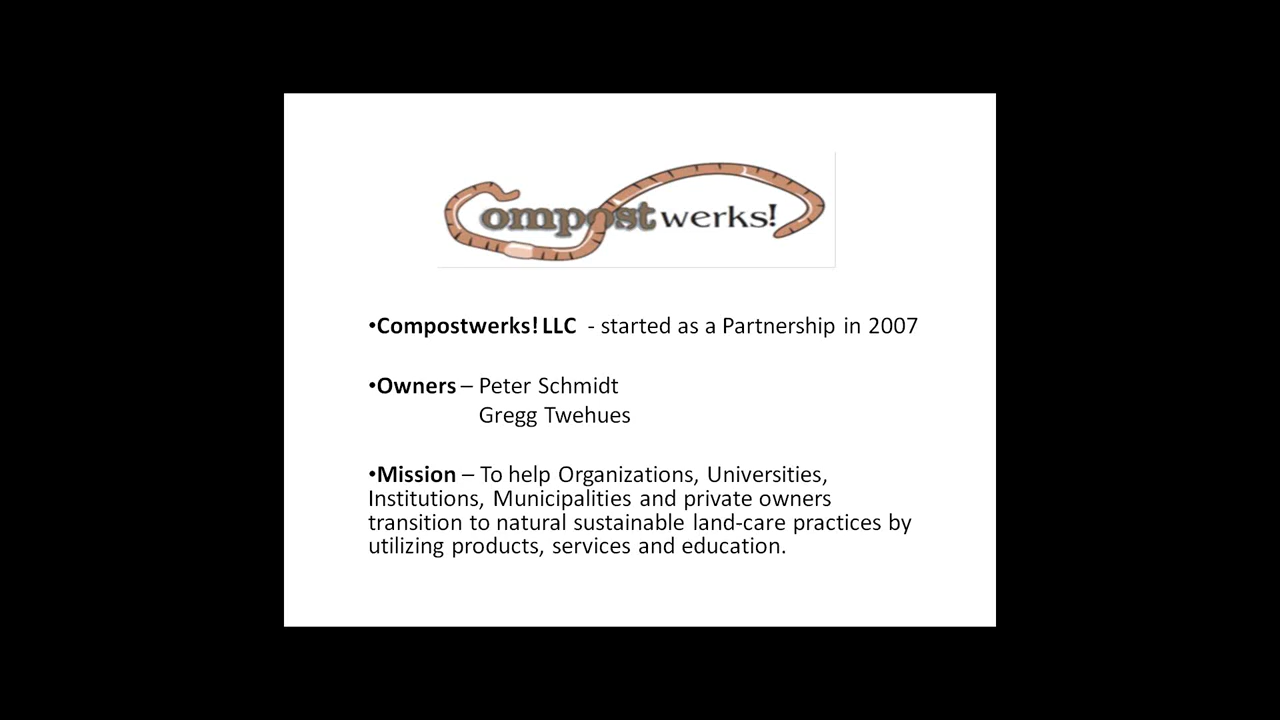 Compostwerks!
•Compostwerks! LLC - started as a Partnership in 2007
•Owners – Peter Schmidt
Gregg Twehues
•Mission – To help Organizations, Universities,
Institutions, Municipalities and private owners
transition to natural sustainable land-care practices by
utilizing products, services and education.